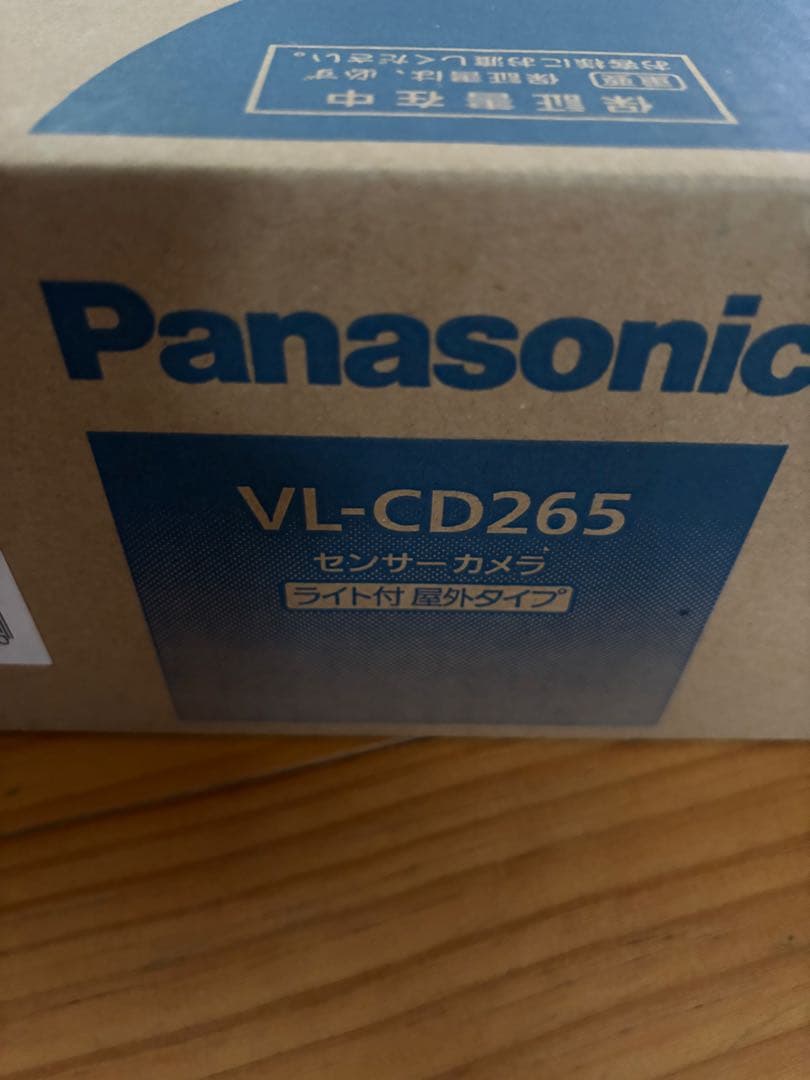 保証書在中
重要 保証書は、必ず
お客様にお渡しください。
Panasonic
VL-CD265
センサーカメラ
ライト付 屋外タイプ